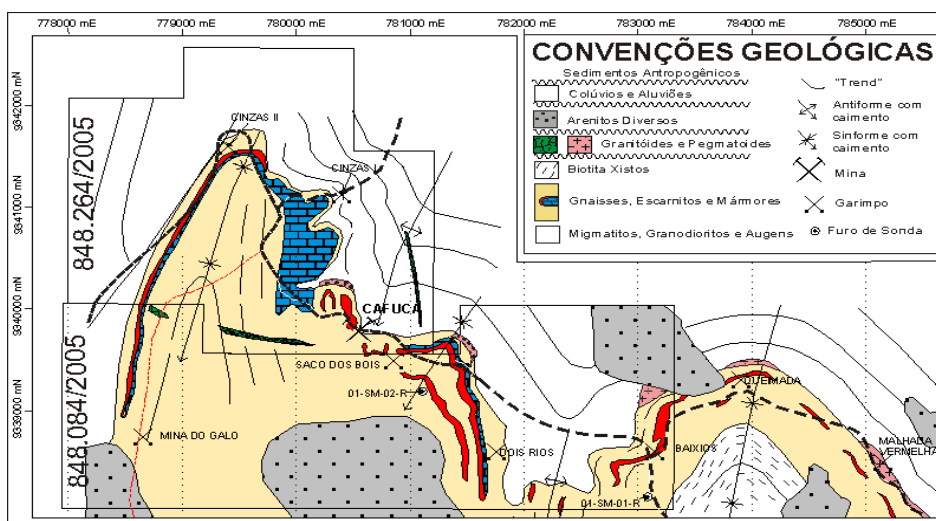 778000 mE
779000 mE
780000 mE
781000 mE
782000 mE
783000 mE
784000 mE
785000 mE
9342000 mN
9341000 mN
9340000 mN
9339000 mN
848.264/2005
848.084/2005
CONVENÇÕES GEOLÓGICAS
Sedimentos Antropogênicos
Colúvios e Aluviões
Arenitos Diversos
Granitóides e Pegmatoides
Biotita Xistos
Gnaisses, Escarnitos e Mármores
Migmatitos, Granodioritos e Augens
"Trend"
Antiforme com
caimento
Sinforme com
caimento
Mina
Garimpo
Furo de Sonda
CINZAS II
CINZAS I
CAFUCA
SACO DOS BOIS
01-SM-02-R
MINA DO GALO
DOIS RIOS
QUEIMADA
BAIXIOS
MALHADA
VERMELHA
01-SM-01-R